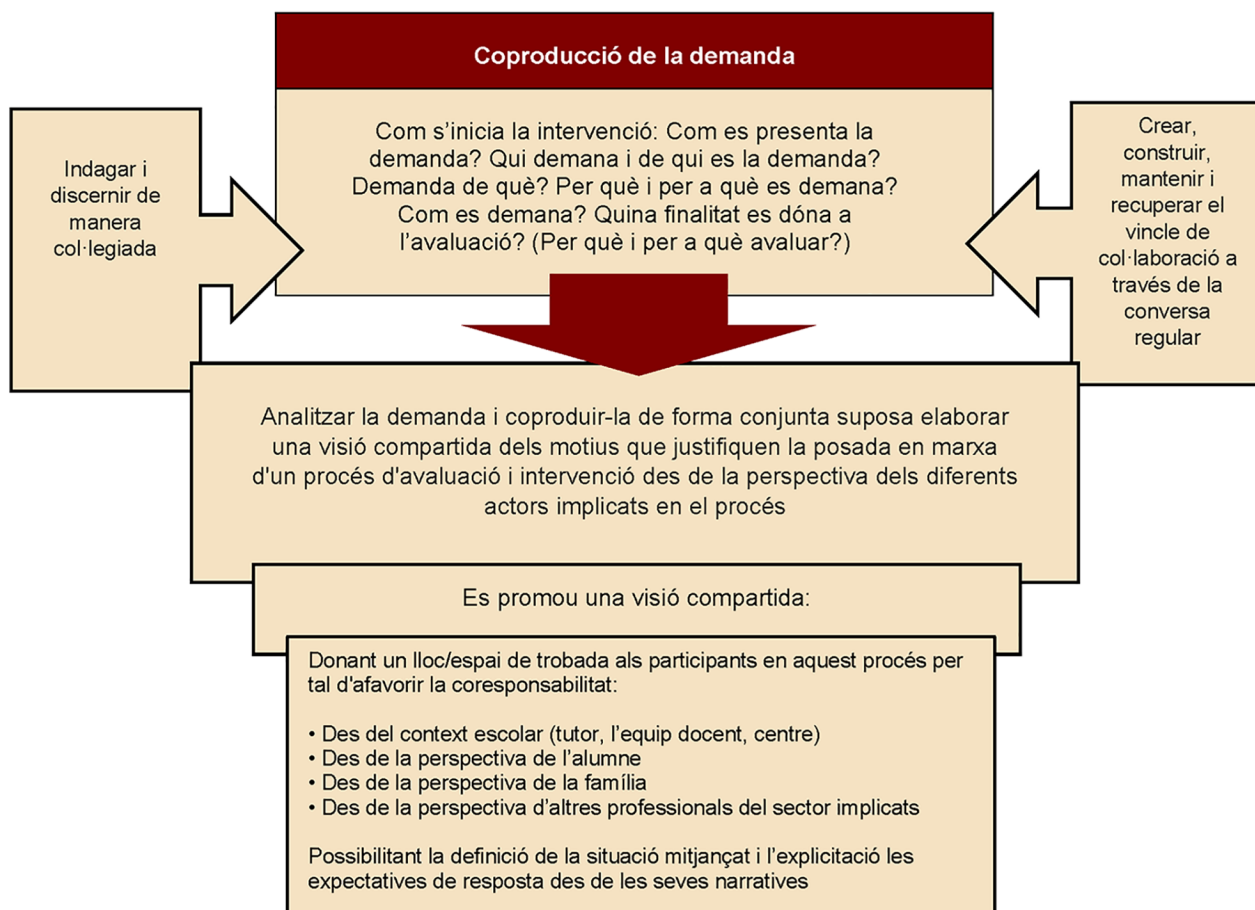 Coproducció de la demanda
Com s’inicia la intervenció: Com es presenta la
demanda? Qui demana i de qui es la demanda?
Demanda de què? Per què i per a què es demana?
Com es demana? Quina finalitat es dóna a
l’avaluació? (Per què i per a què avaluar?)
Indagar i
discernir de
manera
col·legiada
Crear,
construir,
mantenir i
recuperar el
vincle de
col·laboració a
través de la
conversa
regular
Analitzar la demanda i coproduir-la de forma conjunta suposa elaborar
una visió compartida dels motius que justifiquen la posada en marxa
d'un procés d'avaluació i intervenció des de la perspectiva dels diferents
actors implicats en el procés
Es promou una visió compartida:
Donant un lloc/espai de trobada als participants en aquest procés per
tal d'afavorir la coresponsabilitat:
• Des del context escolar (tutor, l’equip docent, centre)
• Des de la perspectiva de l’alumne
• Des de la perspectiva de la família
• Des de la perspectiva d’altres professionals del sector implicats
Possibilitant la definició de la situació mitjançat i l’explicitació les
expectatives de resposta des de les seves narratives